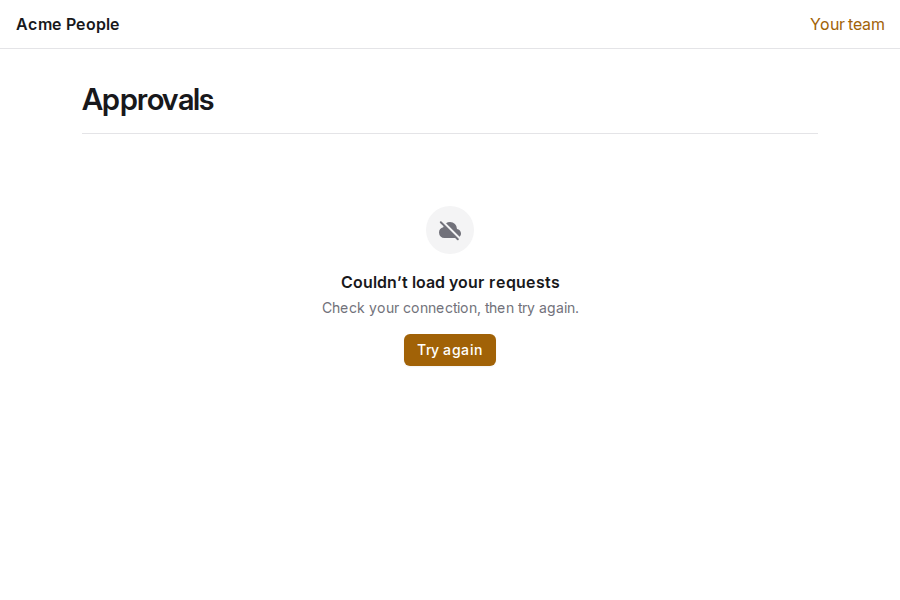 Acme People
Your team
Approvals
Couldn’t load your requests
Check your connection, then try again.
Try again